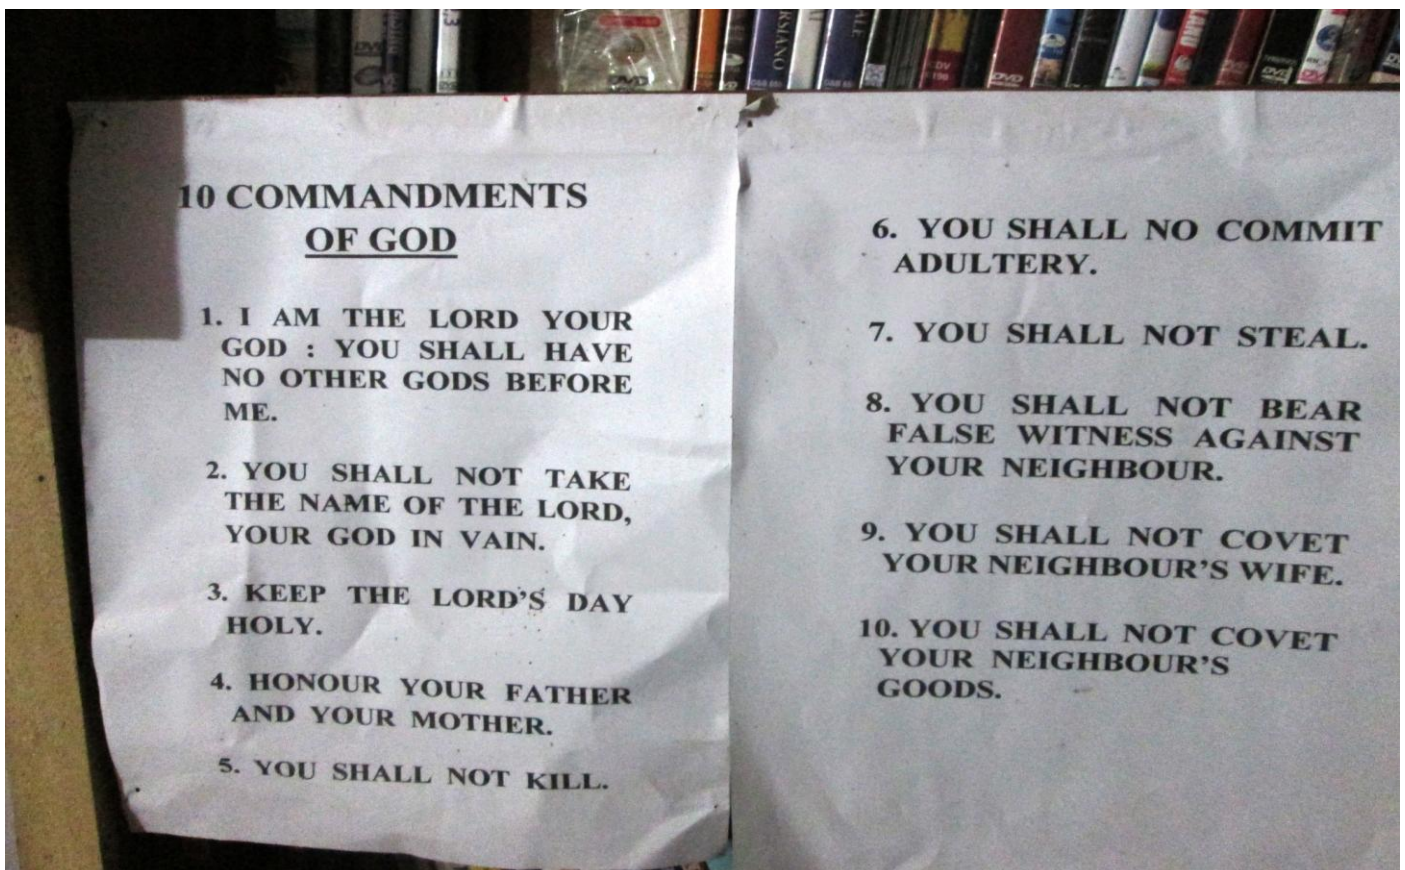 10 COMMANDMENTS
OF GOD
1. I AM THE LORD YOUR
GOD : YOU SHALL HAVE
NO OTHER GODS BEFORE
ME.
2. YOU SHALL NOT TAKE
THE NAME OF THE LORD,
YOUR GOD IN VAIN.
3. KEEP THE LORD'S DAY
HOLY.
4. HONOUR YOUR FATHER
AND YOUR MOTHER.
5. YOU SHALL NOT KILL.
6. YOU SHALL NO COMMIT
ADULTERY.
7. YOU SHALL NOT STEAL.
8. YOU SHALL NOT BEAR
FALSE WITNESS AGAINST
YOUR NEIGHBOUR.
9. YOU SHALL NOT COVET
YOUR NEIGHBOUR'S WIFE.
10. YOU SHALL NOT COVET
YOUR NEIGHBOUR'S
GOODS.